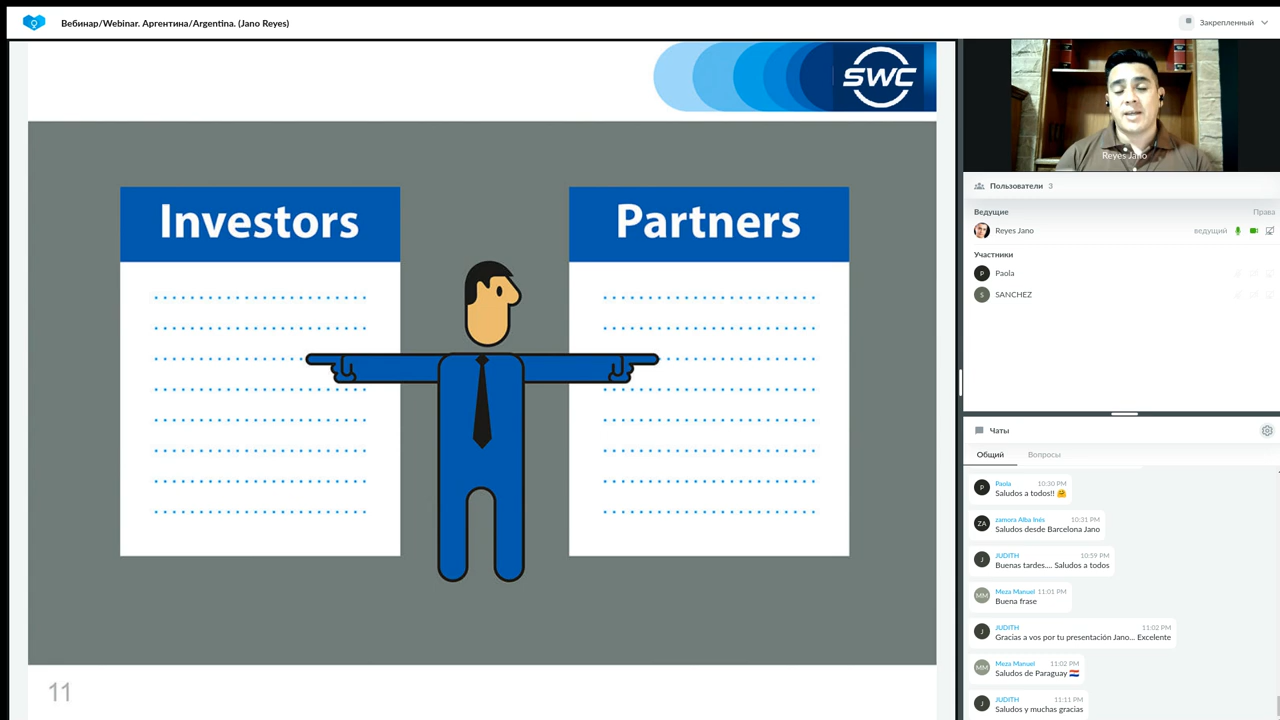 Вебинар/Webinar. Аргентина/Argentina. (Jano Reyes)
Закрепленный
SWC
Investors
Partners
11
Reyes Jano
Пользователи 3
Ведущие Права
Reyes Jano ведущий
Участники
P Paola
S SANCHEZ
Чаты
Общий Вопросы
P Paola 10:30 PM
Saludos a todos!! 🤗
ZA zamora Alba Inés 10:31 PM
Saludos desde Barcelona Jano
J JUDITH 10:59 PM
Buenas tardes.... Saludos a todos
MM Meza Manuel 11:01 PM
Buena frase
J JUDITH 11:02 PM
Gracias a vos por tu presentación Jano... Excelente
MM Meza Manuel 11:02 PM
Saludos de Paraguay 🇵🇾
J JUDITH 11:11 PM
Saludos y muchas gracias